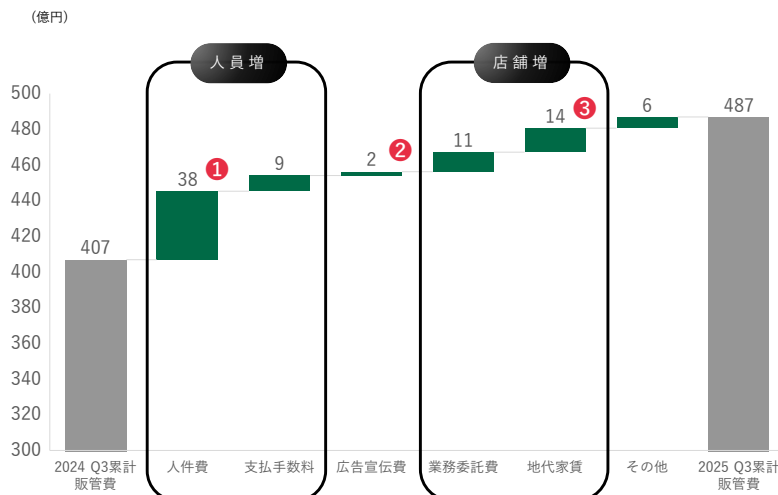 （億円）
人員増
店舗増
500
480
460
440
420
400
380
360
340
320
300
407
38
❶
9
2
❷
11
14
❸
6
487
2024 Q3累計
販管費
人件費
支払手数料
広告宣伝費
業務委託費
地代家賃
その他
2025 Q3累計
販管費